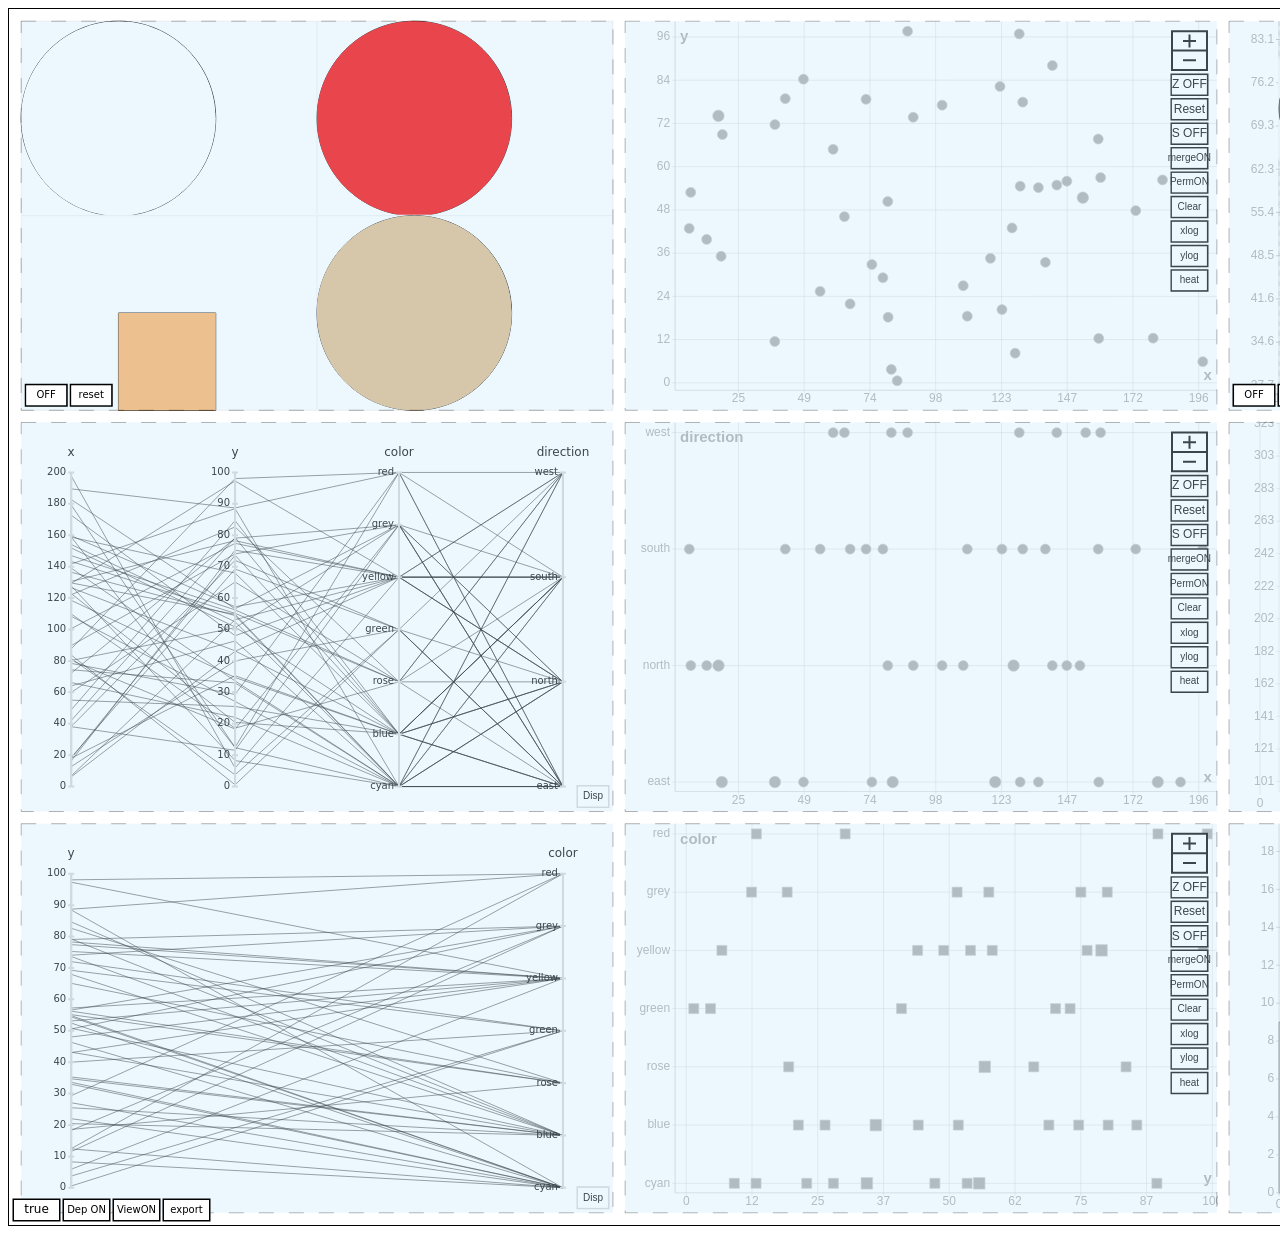 OFF reset
y
96
84
72
60
48
36
24
12
0
25 49 74 98 123 147 172 196
x
+
−
Z OFF
Reset
S OFF
mergeON
PermON
Clear
xlog
ylog
heat
83.1
76.2
69.3
62.3
55.4
48.5
41.6
34.6
OFF
x y color direction
200
180
160
140
120
100
80
60
40
20
0
100
90
80
70
60
50
40
30
20
10
0
red
grey
yellow
green
rose
blue
cyan
west
south
north
east
Disp
direction
west
south
north
east
25 49 74 98 123 147 172 196
x
+
−
Z OFF
Reset
S OFF
mergeON
PermON
Clear
xlog
ylog
heat
323
303
283
263
242
222
202
182
162
141
121
101
0
y color
100
90
80
70
60
50
40
30
20
10
0
red
grey
yellow
green
rose
blue
cyan
Disp
true Dep ON ViewON export
color
red
grey
yellow
green
rose
blue
cyan
0 12 25 37 50 62 75 87 10
y
+
−
Z OFF
Reset
S OFF
mergeON
PermON
Clear
xlog
ylog
heat
18
16
14
12
10
8
6
4
2
0